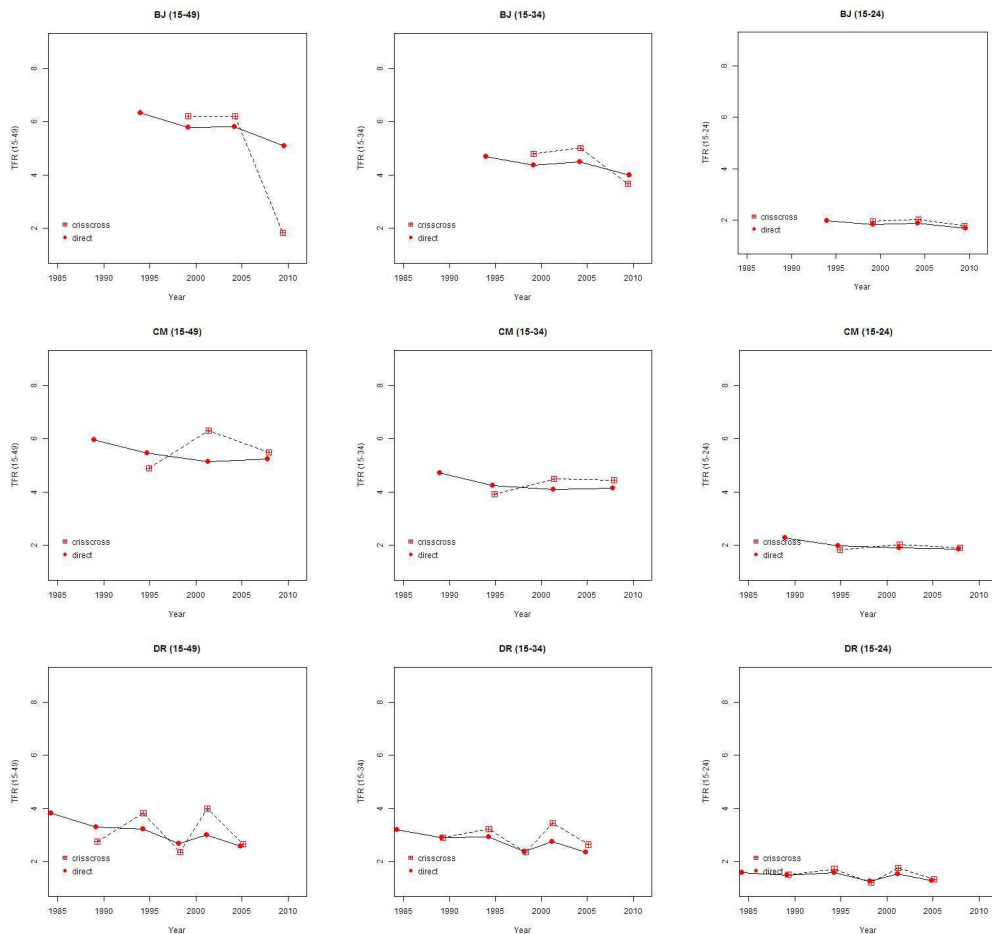 BJ (15-49)
TFR (15-49)
8
6
4
2
crisscross
direct
1985 1990 1995 2000 2005 2010
Year
BJ (15-34)
TFR (15-34)
8
6
4
2
crisscross
direct
1985 1990 1995 2000 2005 2010
Year
BJ (15-24)
TFR (15-24)
8
6
4
2
crisscross
direct
1985 1990 1995 2000 2005 2010
Year
CM (15-49)
TFR (15-49)
8
6
4
2
crisscross
direct
1985 1990 1995 2000 2005 2010
Year
CM (15-34)
TFR (15-34)
8
6
4
2
crisscross
direct
1985 1990 1995 2000 2005 2010
Year
CM (15-24)
TFR (15-24)
8
6
4
2
crisscross
direct
1985 1990 1995 2000 2005 2010
Year
DR (15-49)
TFR (15-49)
8
6
4
2
crisscross
direct
1985 1990 1995 2000 2005 2010
Year
DR (15-34)
TFR (15-34)
8
6
4
2
crisscross
direct
1985 1990 1995 2000 2005 2010
Year
DR (15-24)
TFR (15-24)
8
6
4
2
crisscross
direct
1985 1990 1995 2000 2005 2010
Year